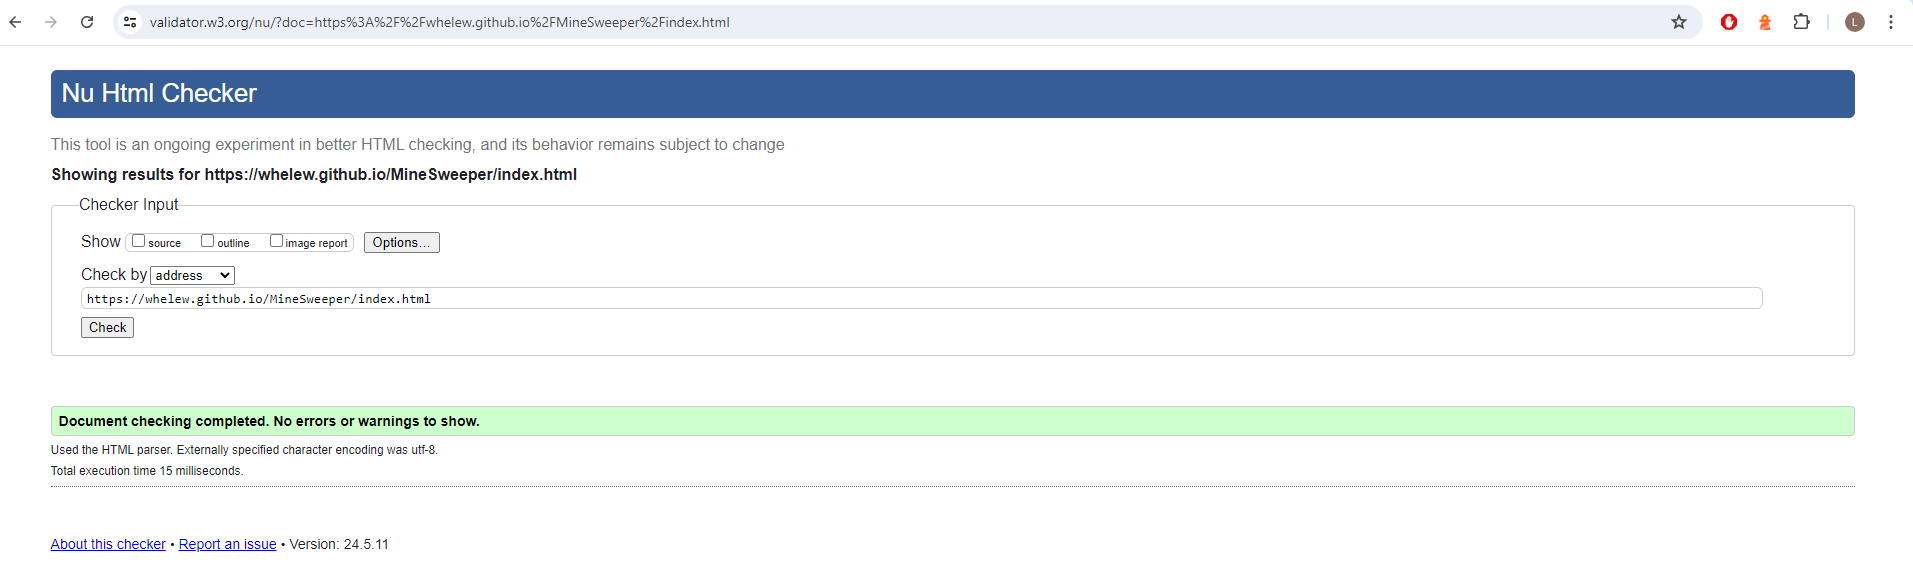 validator.w3.org/nu/?doc=https%3A%2F%2Fwhelew.github.io%2FMineSweeper%2Findex.html
L
Nu Html Checker
This tool is an ongoing experiment in better HTML checking, and its behavior remains subject to change
Showing results for https://whelew.github.io/MineSweeper/index.html
Checker Input
Show source outline image report Options...
Check by address
https://whelew.github.io/MineSweeper/index.html
Check
Document checking completed. No errors or warnings to show.
Used the HTML parser. Externally specified character encoding was utf-8.
Total execution time 15 milliseconds.
About this checker • Report an issue • Version: 24.5.11